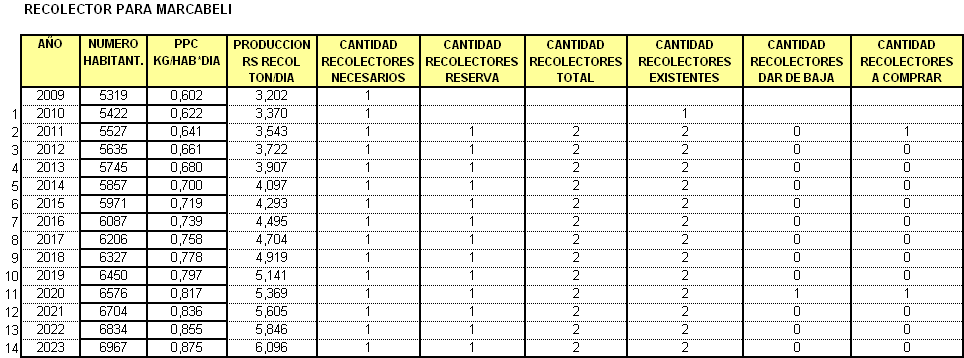 RECOLECTOR PARA MARCABELI
AÑO NUMERO PPC PRODUCCION CANTIDAD CANTIDAD CANTIDAD CANTIDAD CANTIDAD CANTIDAD
HABITANT. KG/HAB*DIA RS RECOL RECOLECTORES RECOLECTORES RECOLECTORES RECOLECTORES RECOLECTORES RECOLECTORES
TON/DIA NECESARIOS RESERVA TOTAL EXISTENTES DAR DE BAJA A COMPRAR
2009 5319 0,602 3,202 1
1 2010 5422 0,622 3,370 1 1
2 2011 5527 0,641 3,543 1 1 2 2 0 1
3 2012 5635 0,661 3,722 1 1 2 2 0 0
4 2013 5745 0,680 3,907 1 1 2 2 0 0
5 2014 5857 0,700 4,097 1 1 2 2 0 0
6 2015 5971 0,719 4,293 1 1 2 2 0 0
7 2016 6087 0,739 4,495 1 1 2 2 0 0
8 2017 6206 0,758 4,704 1 1 2 2 0 0
9 2018 6327 0,778 4,919 1 1 2 2 0 0
10 2019 6450 0,797 5,141 1 1 2 2 0 0
11 2020 6576 0,817 5,369 1 1 2 2 1 1
12 2021 6704 0,836 5,605 1 1 2 2 0 0
13 2022 6834 0,855 5,846 1 1 2 2 0 0
14 2023 6967 0,875 6,096 1 1 2 2 0 0